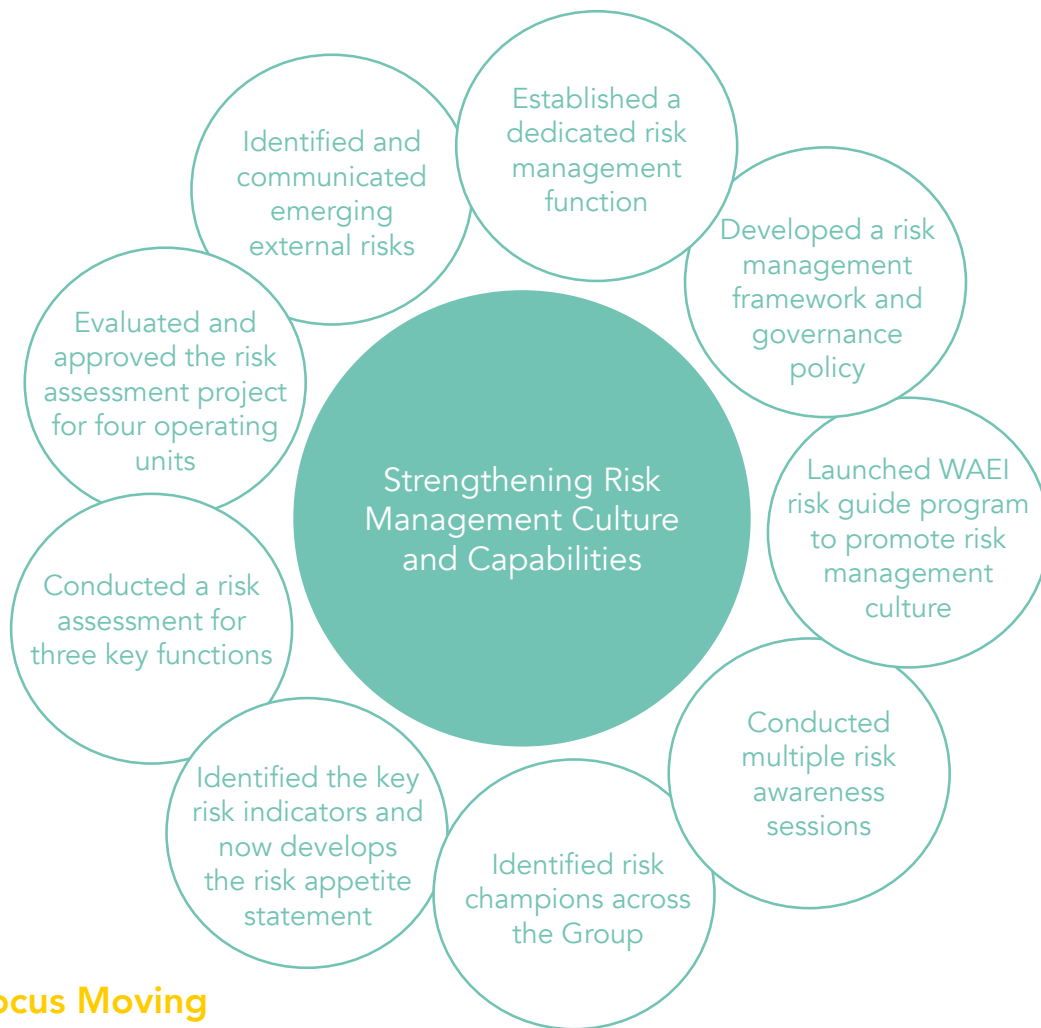 Established a
dedicated risk
management
function
Developed a risk
management
framework and
governance
policy
Launched WAEI
risk guide program
to promote risk
management
culture
Conducted
multiple risk
awareness
sessions
Identified risk
champions across
the Group
Identified the key
risk indicators and
now develops
the risk appetite
statement
Conducted a risk
assessment for
three key functions
Evaluated and
approved the risk
assessment project
for four operating
units
Identified and
communicated
emerging
external risks
Strengthening Risk
Management Culture
and Capabilities
ocus Moving